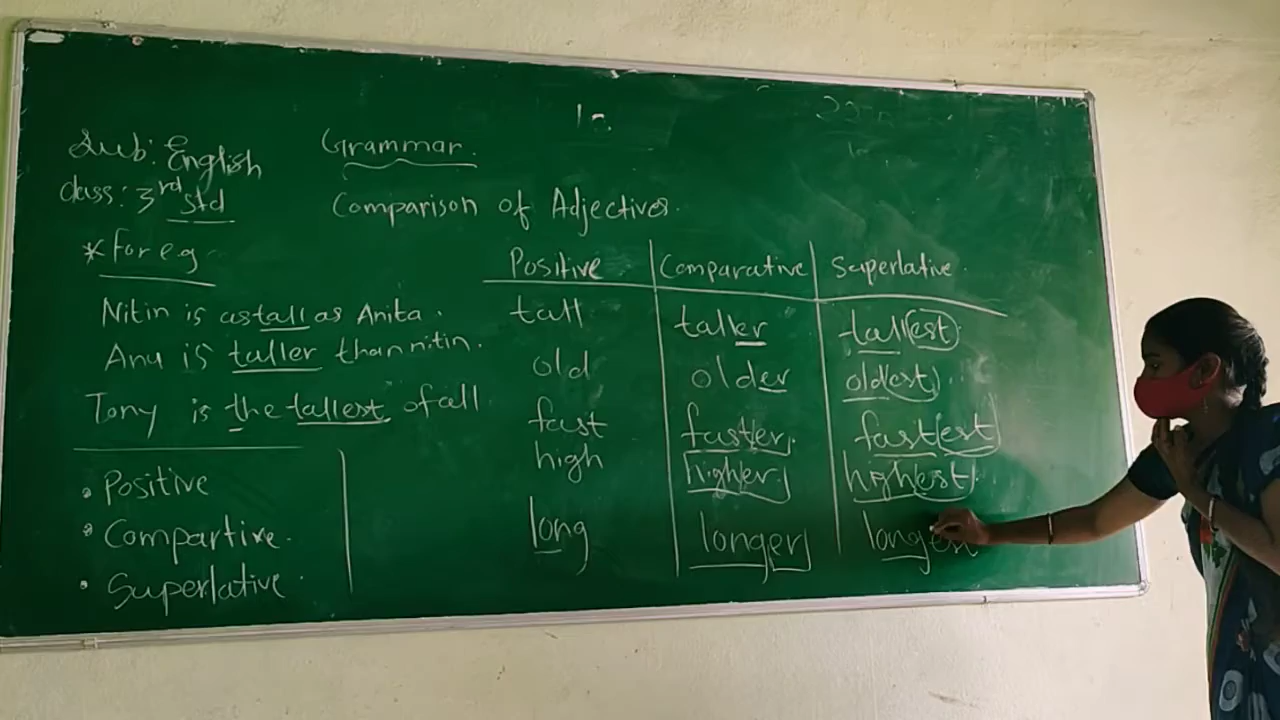 Sub: English
class: 3rd Std
Grammar.
Comparison of Adjectives.
* for e.g
Nitin is as tall as Anita.
Anu is taller than nitin.
Tony is the tallest of all.
• Positive
• Compartive.
• Superlative.
Positive Comparative Superlative.
tall taller tallest
old older oldest
fast faster. fastest
high higher. highest
long longer longest